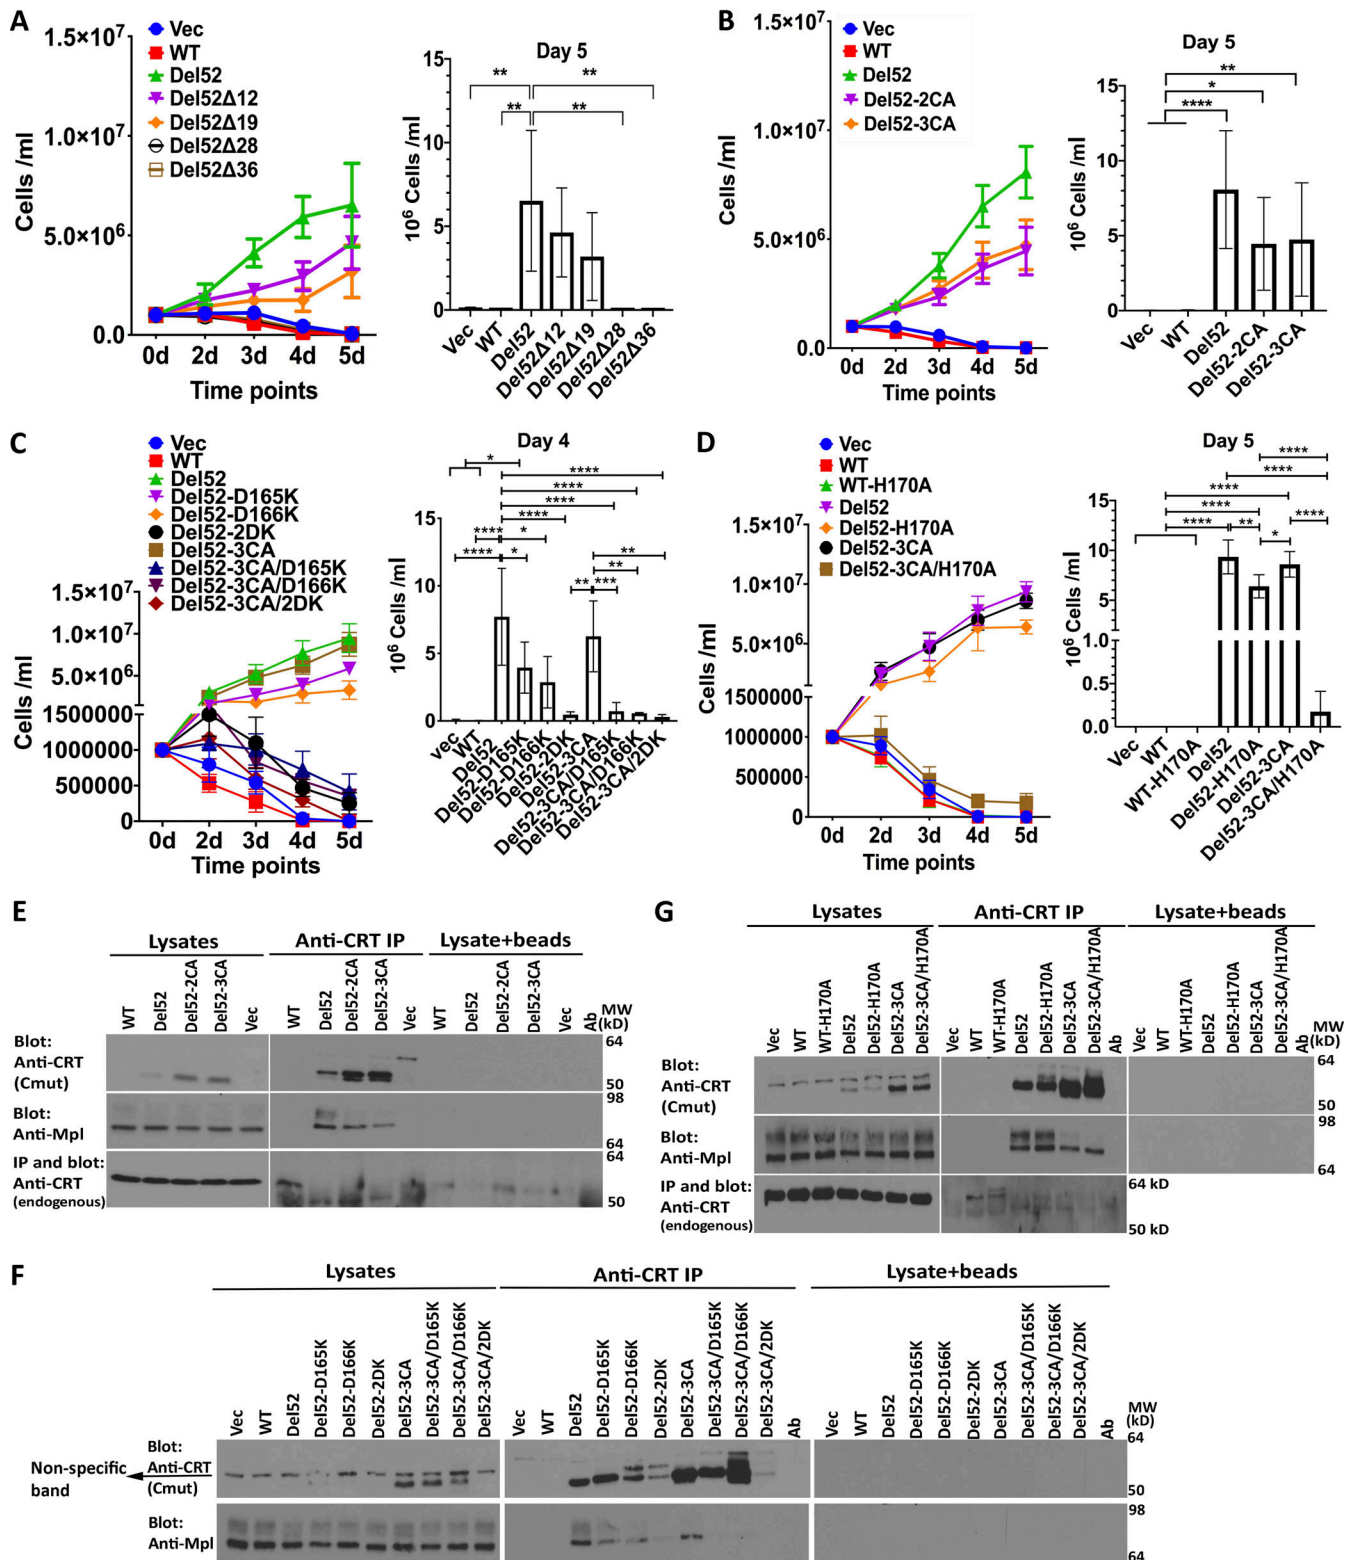 A
1.5×10⁷
1.0×10⁷
5.0×10⁶
0.0
Cells /ml
Vec
WT
Del52
Del52Δ12
Del52Δ19
Del52Δ28
Del52Δ36
0d 2d 3d 4d 5d
Time points
Day 5
** **
** **
10⁶ Cells /ml
15
10
5
0
Vec
WT
Del52
Del52Δ12
Del52Δ19
Del52Δ28
Del52Δ36
B
1.5×10⁷
1.0×10⁷
5.0×10⁶
0.0
Cells /ml
Vec
WT
Del52
Del52-2CA
Del52-3CA
0d 2d 3d 4d 5d
Time points
Day 5
**
*
****
10⁶ Cells /ml
15
10
5
0
Vec
WT
Del52
Del52-2CA
Del52-3CA
C
Vec
WT
Del52
Del52-D165K
Del52-D166K
Del52-2DK
Del52-3CA
Del52-3CA/D165K
Del52-3CA/D166K
Del52-3CA/2DK
1.5×10⁷
1.0×10⁷
5.0×10⁶
1500000
1000000
500000
0
Cells /ml
0d 2d 3d 4d 5d
Time points
Day 4
*
****
****
****
****
**** *
**** *
**
**
** ***
10⁶ Cells /ml
15
10
5
0
Vec
WT
Del52
Del52-D165K
Del52-D166K
Del52-2DK
Del52-3CA
Del52-3CA/D165K
Del52-3CA/D166K
Del52-3CA/2DK
D
Vec
WT
WT-H170A
Del52
Del52-H170A
Del52-3CA
Del52-3CA/H170A
1.5×10⁷
1.0×10⁷
5.0×10⁶
1500000
1000000
500000
0
Cells /ml
0d 2d 3d 4d 5d
Time points
Day 5
****
****
****
****
**** ** ****
*
10⁶ Cells /ml
15
10
5
1.0
0.5
0.0
Vec
WT
WT-H170A
Del52
Del52-H170A
Del52-3CA
Del52-3CA/H170A
E
Lysates Anti-CRT IP Lysate+beads
WT Del52 Del52-2CA Del52-3CA Vec WT Del52 Del52-2CA Del52-3CA Vec WT Del52 Del52-2CA Del52-3CA Vec Ab
MW
(kD)
Blot:
Anti-CRT
(Cmut)
64
50
Blot:
Anti-Mpl
98
64
IP and blot:
Anti-CRT
(endogenous)
64
50
G
Lysates Anti-CRT IP Lysate+beads
Vec WT WT-H170A Del52 Del52-H170A Del52-3CA Del52-3CA/H170A Vec WT WT-H170A Del52 Del52-H170A Del52-3CA Del52-3CA/H170A Ab Vec WT WT-H170A Del52 Del52-H170A Del52-3CA Del52-3CA/H170A Ab
MW
(kD)
Blot:
Anti-CRT
(Cmut)
64
50
Blot:
Anti-Mpl
98
64
IP and blot:
Anti-CRT
(endogenous)
64 kD
50 kD
F
Lysates Anti-CRT IP Lysate+beads
Vec WT Del52 Del52-D165K Del52-D166K Del52-2DK Del52-3CA Del52-3CA/D165K Del52-3CA/D166K Del52-3CA/2DK Vec WT Del52 Del52-D165K Del52-D166K Del52-2DK Del52-3CA Del52-3CA/D165K Del52-3CA/D166K Del52-3CA/2DK Ab Vec WT Del52 Del52-D165K Del52-D166K Del52-2DK Del52-3CA Del52-3CA/D165K Del52-3CA/D166K Del52-3CA/2DK Ab
MW
(kD)
Non-specific
band
Blot:
Anti-CRT
(Cmut)
64
50
Blot:
Anti-Mpl
98
64